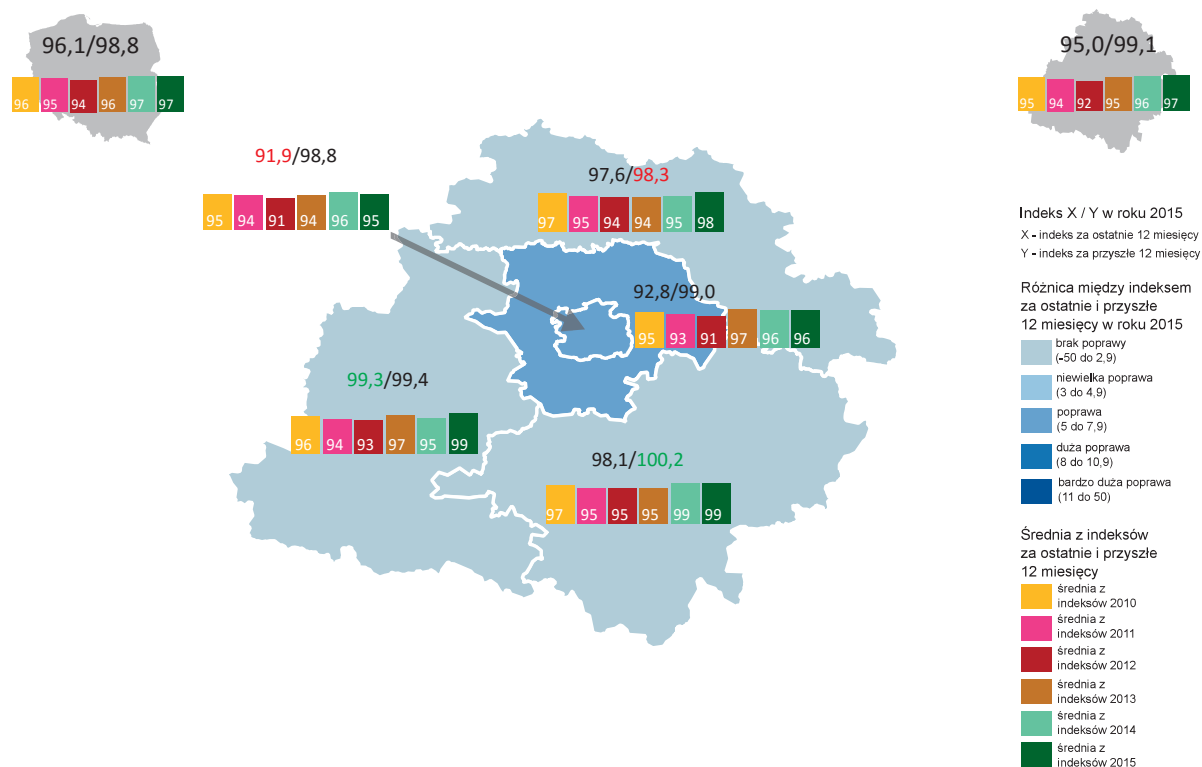 96,1/98,8
96 95 94 96 97 97
95,0/99,1
95 94 92 95 96 97
91,9/98,8
95 94 91 94 96 95
97,6/98,3
97 95 94 94 95 98
92,8/99,0
95 93 91 97 96 96
99,3/99,4
96 94 93 97 95 99
98,1/100,2
97 95 95 95 99 99
Indeks X / Y w roku 2015
X - indeks za ostatnie 12 miesięcy
Y - indeks za przyszłe 12 miesięcy
Różnica między indeksem
za ostatnie i przyszłe
12 miesięcy w roku 2015
brak poprawy
(-50 do 2,9)
niewielka poprawa
(3 do 4,9)
poprawa
(5 do 7,9)
duża poprawa
(8 do 10,9)
bardzo duża poprawa
(11 do 50)
Średnia z indeksów
za ostatnie i przyszłe
12 miesięcy
średnia z
indeksów 2010
średnia z
indeksów 2011
średnia z
indeksów 2012
średnia z
indeksów 2013
średnia z
indeksów 2014
średnia z
indeksów 2015